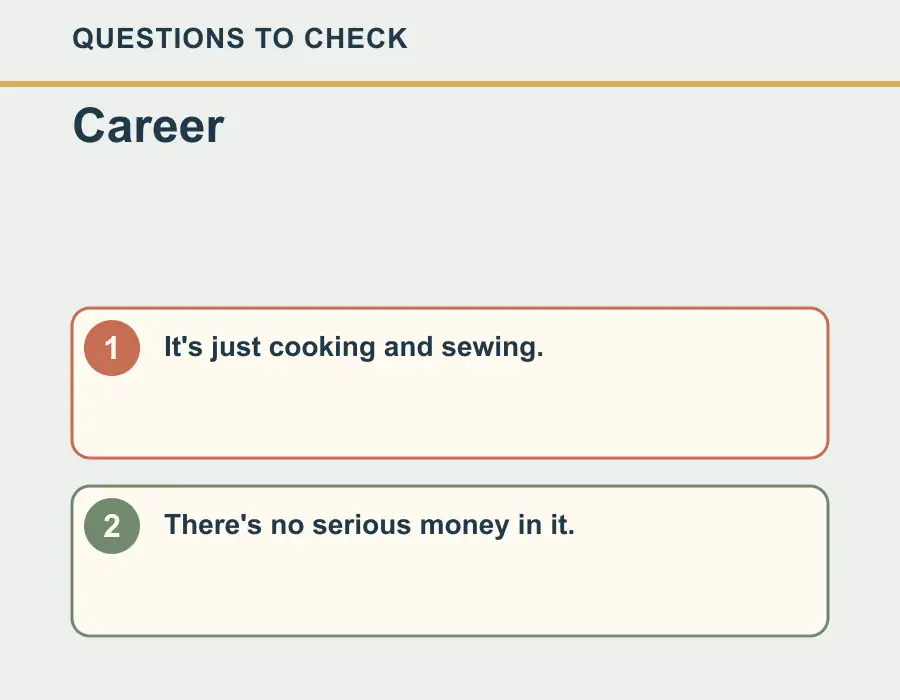 QUESTIONS TO CHECK
Career
1 It's just cooking and sewing.
2 There's no serious money in it.